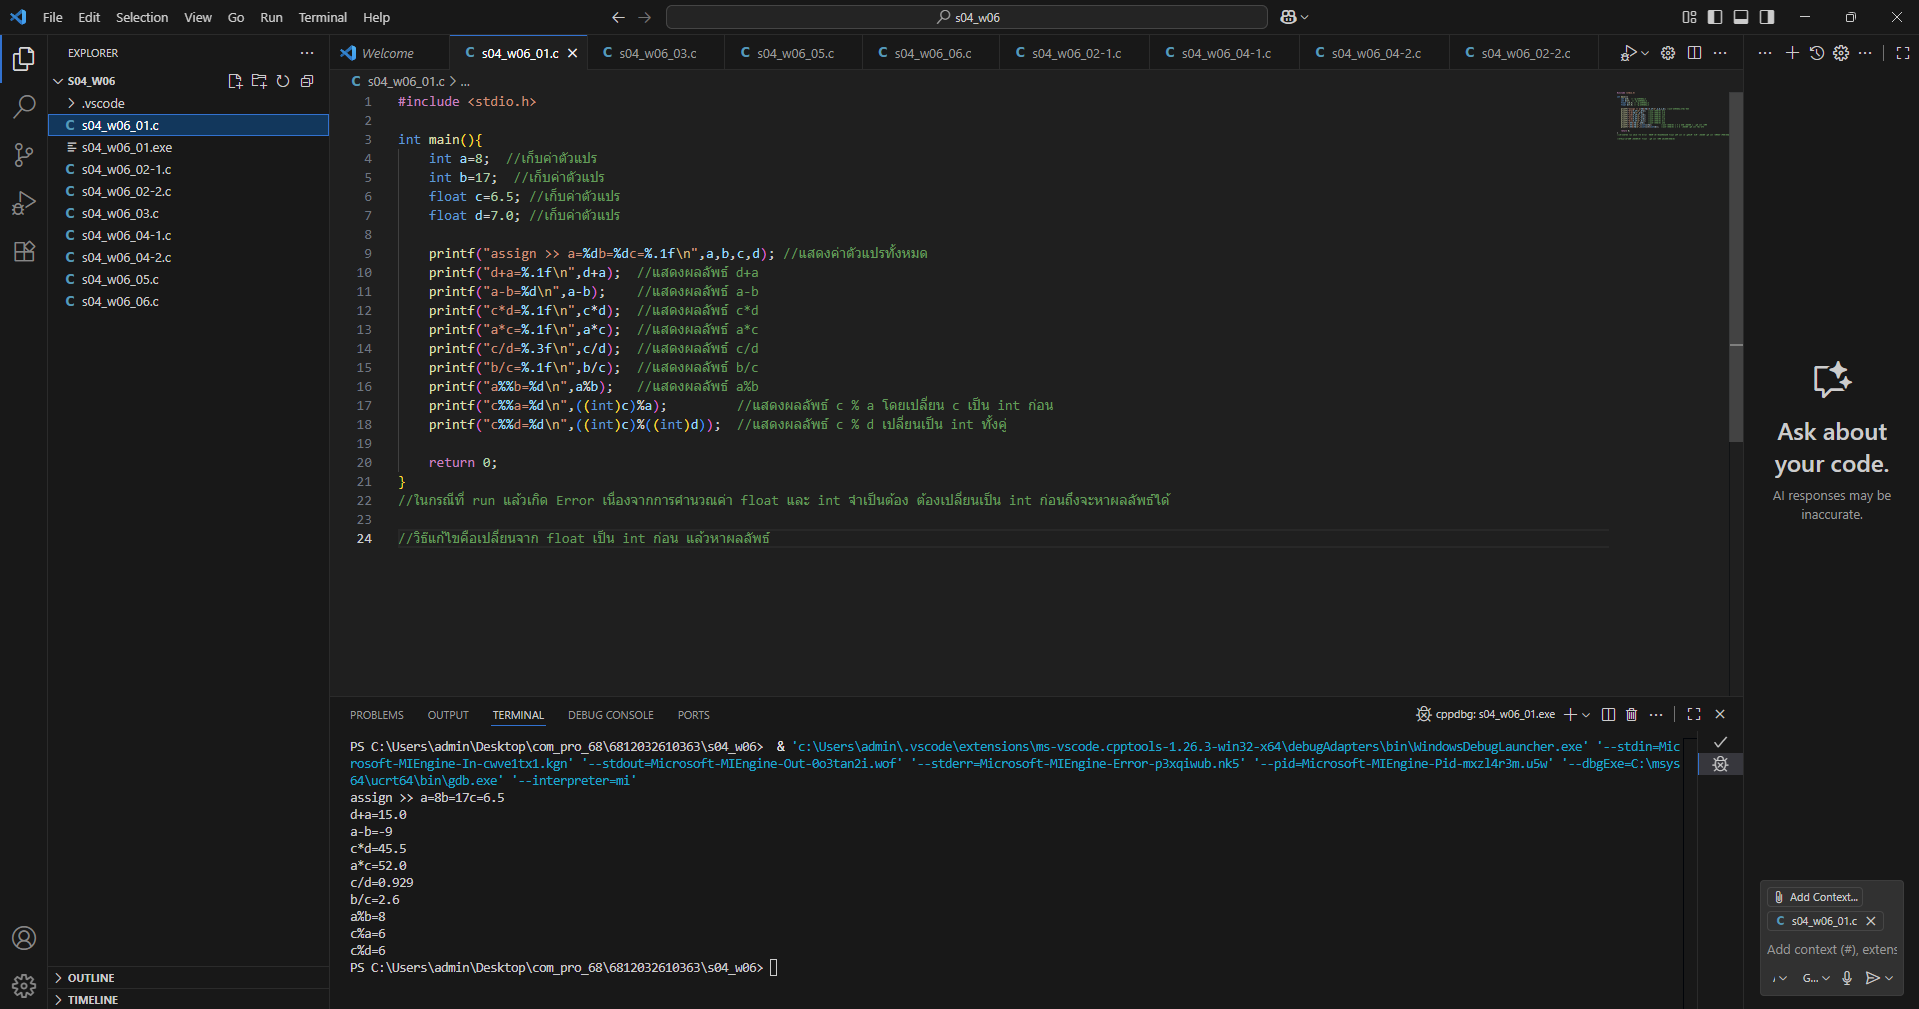 File Edit Selection View Go Run Terminal Help
s04_w06
EXPLORER
S04_W06
.vscode
s04_w06_01.c
s04_w06_01.exe
s04_w06_02-1.c
s04_w06_02-2.c
s04_w06_03.c
s04_w06_04-1.c
s04_w06_04-2.c
s04_w06_05.c
s04_w06_06.c
OUTLINE
TIMELINE
Welcome C s04_w06_01.c C s04_w06_03.c C s04_w06_05.c C s04_w06_06.c C s04_w06_02-1.c C s04_w06_04-1.c C s04_w06_04-2.c C s04_w06_02-2.c
C s04_w06_01.c > ...
1 #include <stdio.h>
2
3 int main(){
4 int a=8; //เก็บค่าตัวแปร
5 int b=17; //เก็บค่าตัวแปร
6 float c=6.5; //เก็บค่าตัวแปร
7 float d=7.0; //เก็บค่าตัวแปร
8
9 printf("assign >> a=%db=%dc=%.1f\n",a,b,c,d); //แสดงค่าตัวแปรทั้งหมด
10 printf("d+a=%.1f\n",d+a); //แสดงผลลัพธ์ d+a
11 printf("a-b=%d\n",a-b); //แสดงผลลัพธ์ a-b
12 printf("c*d=%.1f\n",c*d); //แสดงผลลัพธ์ c*d
13 printf("a*c=%.1f\n",a*c); //แสดงผลลัพธ์ a*c
14 printf("c/d=%.3f\n",c/d); //แสดงผลลัพธ์ c/d
15 printf("b/c=%.1f\n",b/c); //แสดงผลลัพธ์ b/c
16 printf("a%%b=%d\n",a%b); //แสดงผลลัพธ์ a%b
17 printf("c%%a=%d\n",((int)c)%a); //แสดงผลลัพธ์ c % a โดยเปลี่ยน c เป็น int ก่อน
18 printf("c%%d=%d\n",((int)c)%((int)d)); //แสดงผลลัพธ์ c % d เปลี่ยนเป็น int ทั้งคู่
19
20 return 0;
21 }
22 //ในกรณีที่ run แล้วเกิด Error เนื่องจากการคำนวณค่า float และ int จำเป็นต้อง ต้องเปลี่ยนเป็น int ก่อนถึงจะหาผลลัพธ์ได้
23
24 //วิธีแก้ไขคือเปลี่ยนจาก float เป็น int ก่อน แล้วหาผลลัพธ์
PROBLEMS OUTPUT TERMINAL DEBUG CONSOLE PORTS
cppdbg: s04_w06_01.exe
PS C:\Users\admin\Desktop\com_pro_68\6812032610363\s04_w06> & 'c:\Users\admin\.vscode\extensions\ms-vscode.cpptools-1.26.3-win32-x64\debugAdapters\bin\WindowsDebugLauncher.exe' '--stdin=Mic
rosoft-MIEngine-In-cwve1tx1.kgn' '--stdout=Microsoft-MIEngine-Out-0o3tan2i.wof' '--stderr=Microsoft-MIEngine-Error-p3xqiwub.nk5' '--pid=Microsoft-MIEngine-Pid-mxzl4r3m.u5w' '--dbgExe=C:\msys
64\ucrt64\bin\gdb.exe' '--interpreter=mi'
assign >> a=8b=17c=6.5
d+a=15.0
a-b=-9
c*d=45.5
a*c=52.0
c/d=0.929
b/c=2.6
a%b=8
c%a=6
c%d=6
PS C:\Users\admin\Desktop\com_pro_68\6812032610363\s04_w06>
Ask about
your code.
AI responses may be
inaccurate.
Add Context...
C s04_w06_01.c
Add context (#), extens
G...